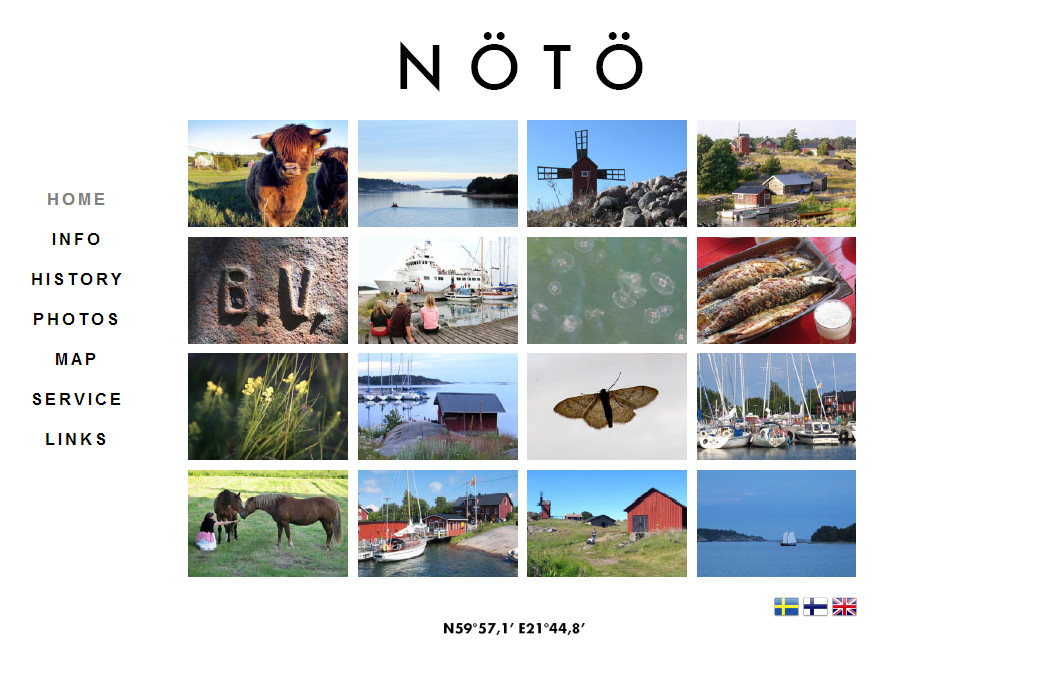 NÖTÖ
HOME
INFO
HISTORY
PHOTOS
MAP
SERVICE
LINKS
B.V.
N59°57,1′ E21°44,8′